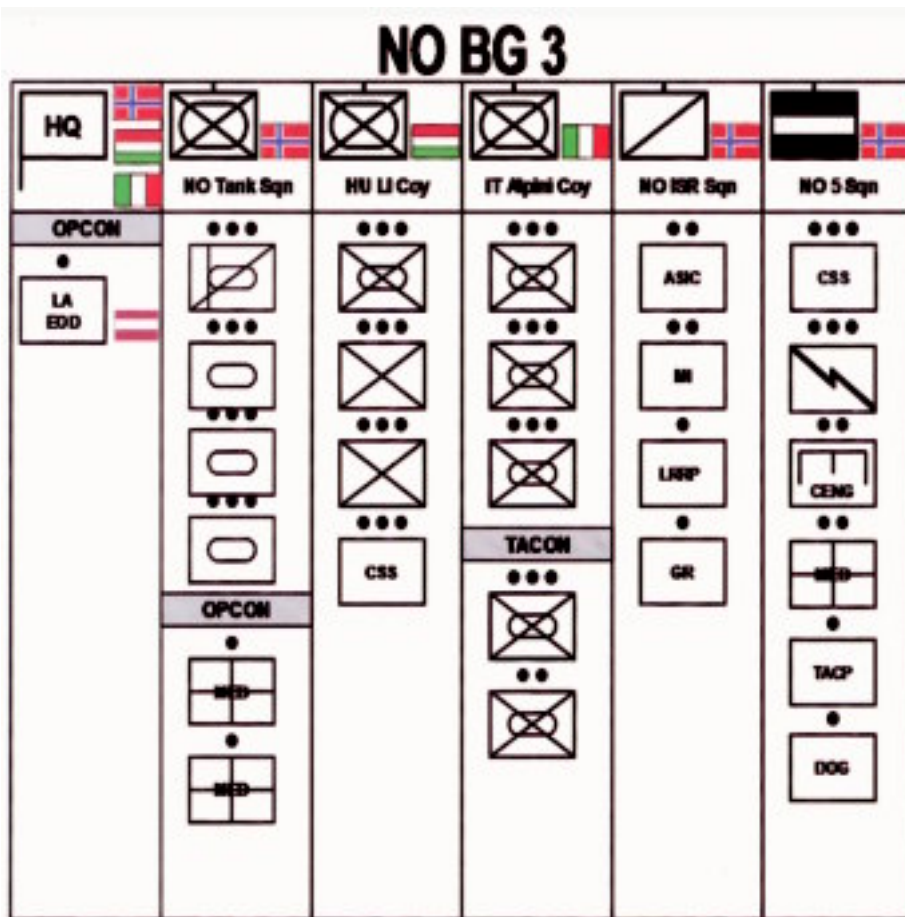 NO BG 3
HQ
OPCON
LA
EOD
NO Tank Sqn
OPCON
MED
MED
HU LI Coy
CSS
IT Alpini Coy
TACON
NO ISR Sqn
ASIC
MI
LRRP
GR
NO 5 Sqn
CSS
CENG
MED
TACP
DOG